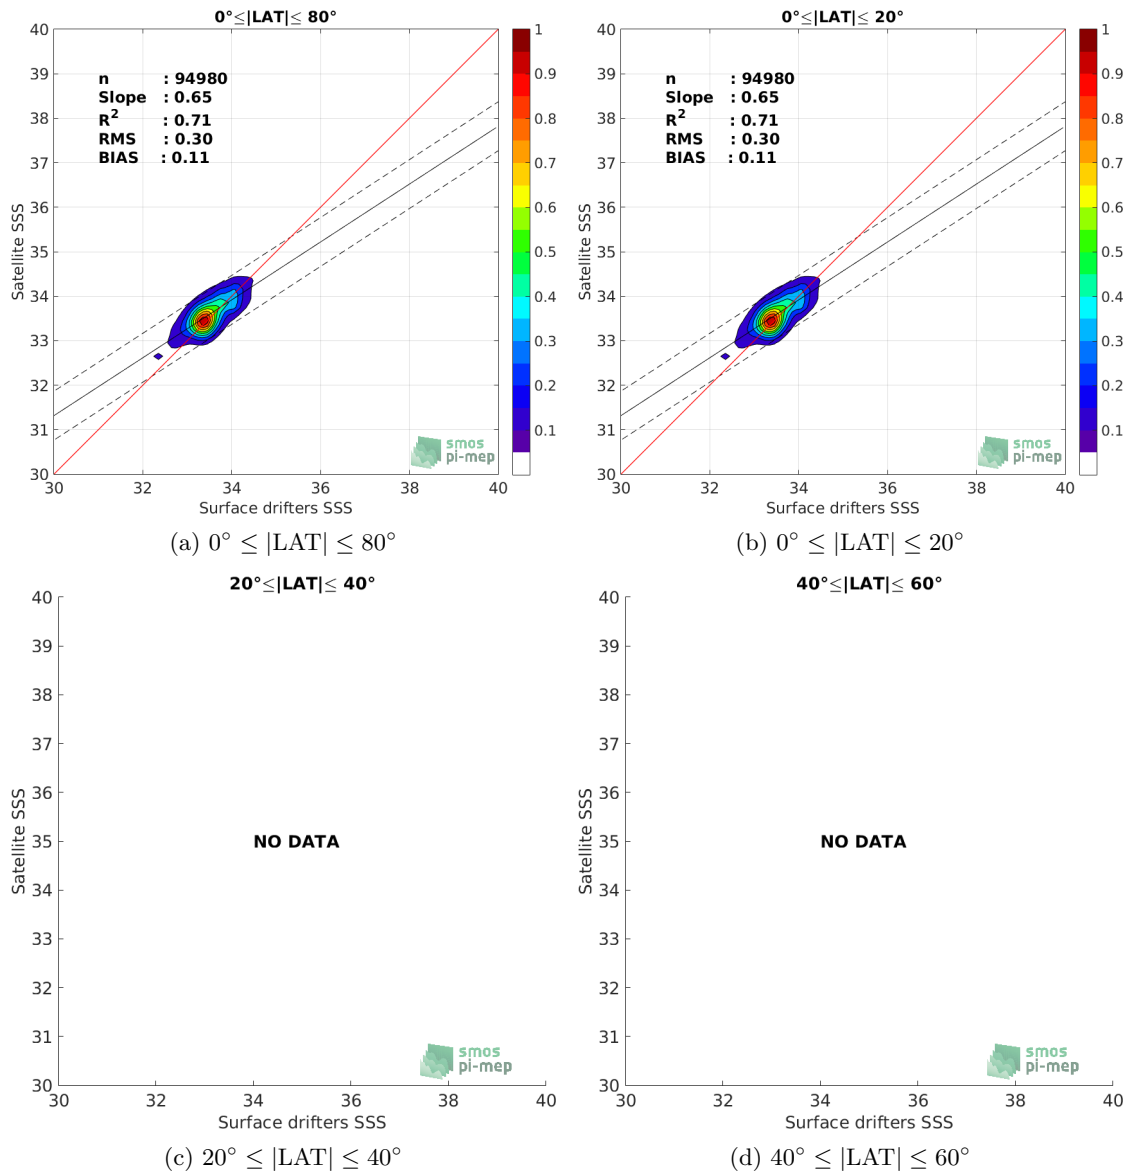 0°≤|LAT|≤ 80°
40
39
38
37
36
35
34
33
32
31
30
Satellite SSS
n : 94980
Slope : 0.65
R² : 0.71
RMS : 0.30
BIAS : 0.11
smos
pi-mep
1
0.9
0.8
0.7
0.6
0.5
0.4
0.3
0.2
0.1
30 32 34 36 38 40
Surface drifters SSS
(a) 0° ≤ |LAT| ≤ 80°
0°≤|LAT|≤ 20°
40
39
38
37
36
35
34
33
32
31
30
Satellite SSS
n : 94980
Slope : 0.65
R² : 0.71
RMS : 0.30
BIAS : 0.11
smos
pi-mep
1
0.9
0.8
0.7
0.6
0.5
0.4
0.3
0.2
0.1
30 32 34 36 38 40
Surface drifters SSS
(b) 0° ≤ |LAT| ≤ 20°
20°≤|LAT|≤ 40°
40
39
38
37
36
35
34
33
32
31
30
Satellite SSS
NO DATA
smos
pi-mep
30 32 34 36 38 40
Surface drifters SSS
(c) 20° ≤ |LAT| ≤ 40°
40°≤|LAT|≤ 60°
40
39
38
37
36
35
34
33
32
31
30
Satellite SSS
NO DATA
smos
pi-mep
30 32 34 36 38 40
Surface drifters SSS
(d) 40° ≤ |LAT| ≤ 60°